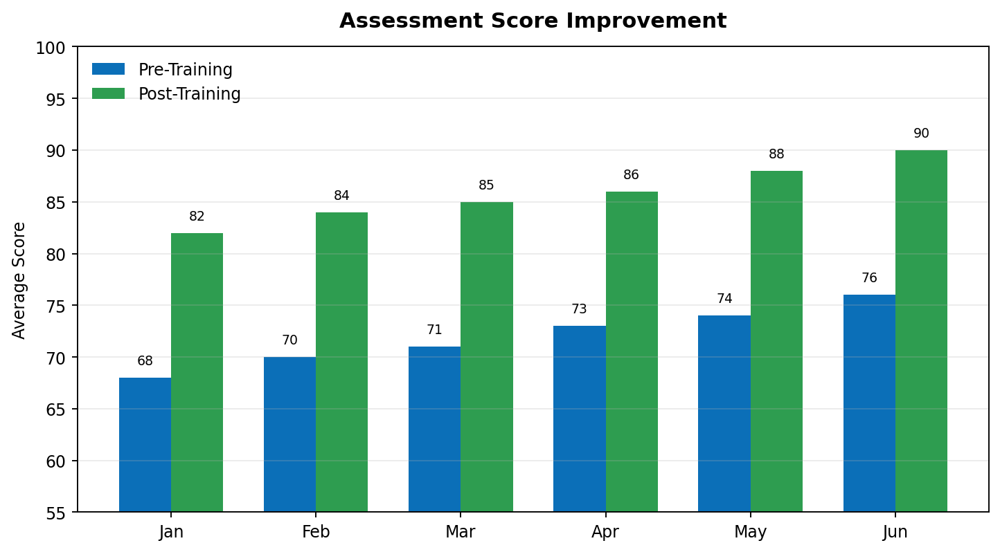 Assessment Score Improvement
Pre-Training
Post-Training
Average Score
100
95
90
85
80
75
70
65
60
55
68
82
70
84
71
85
73
86
74
88
76
90
Jan
Feb
Mar
Apr
May
Jun